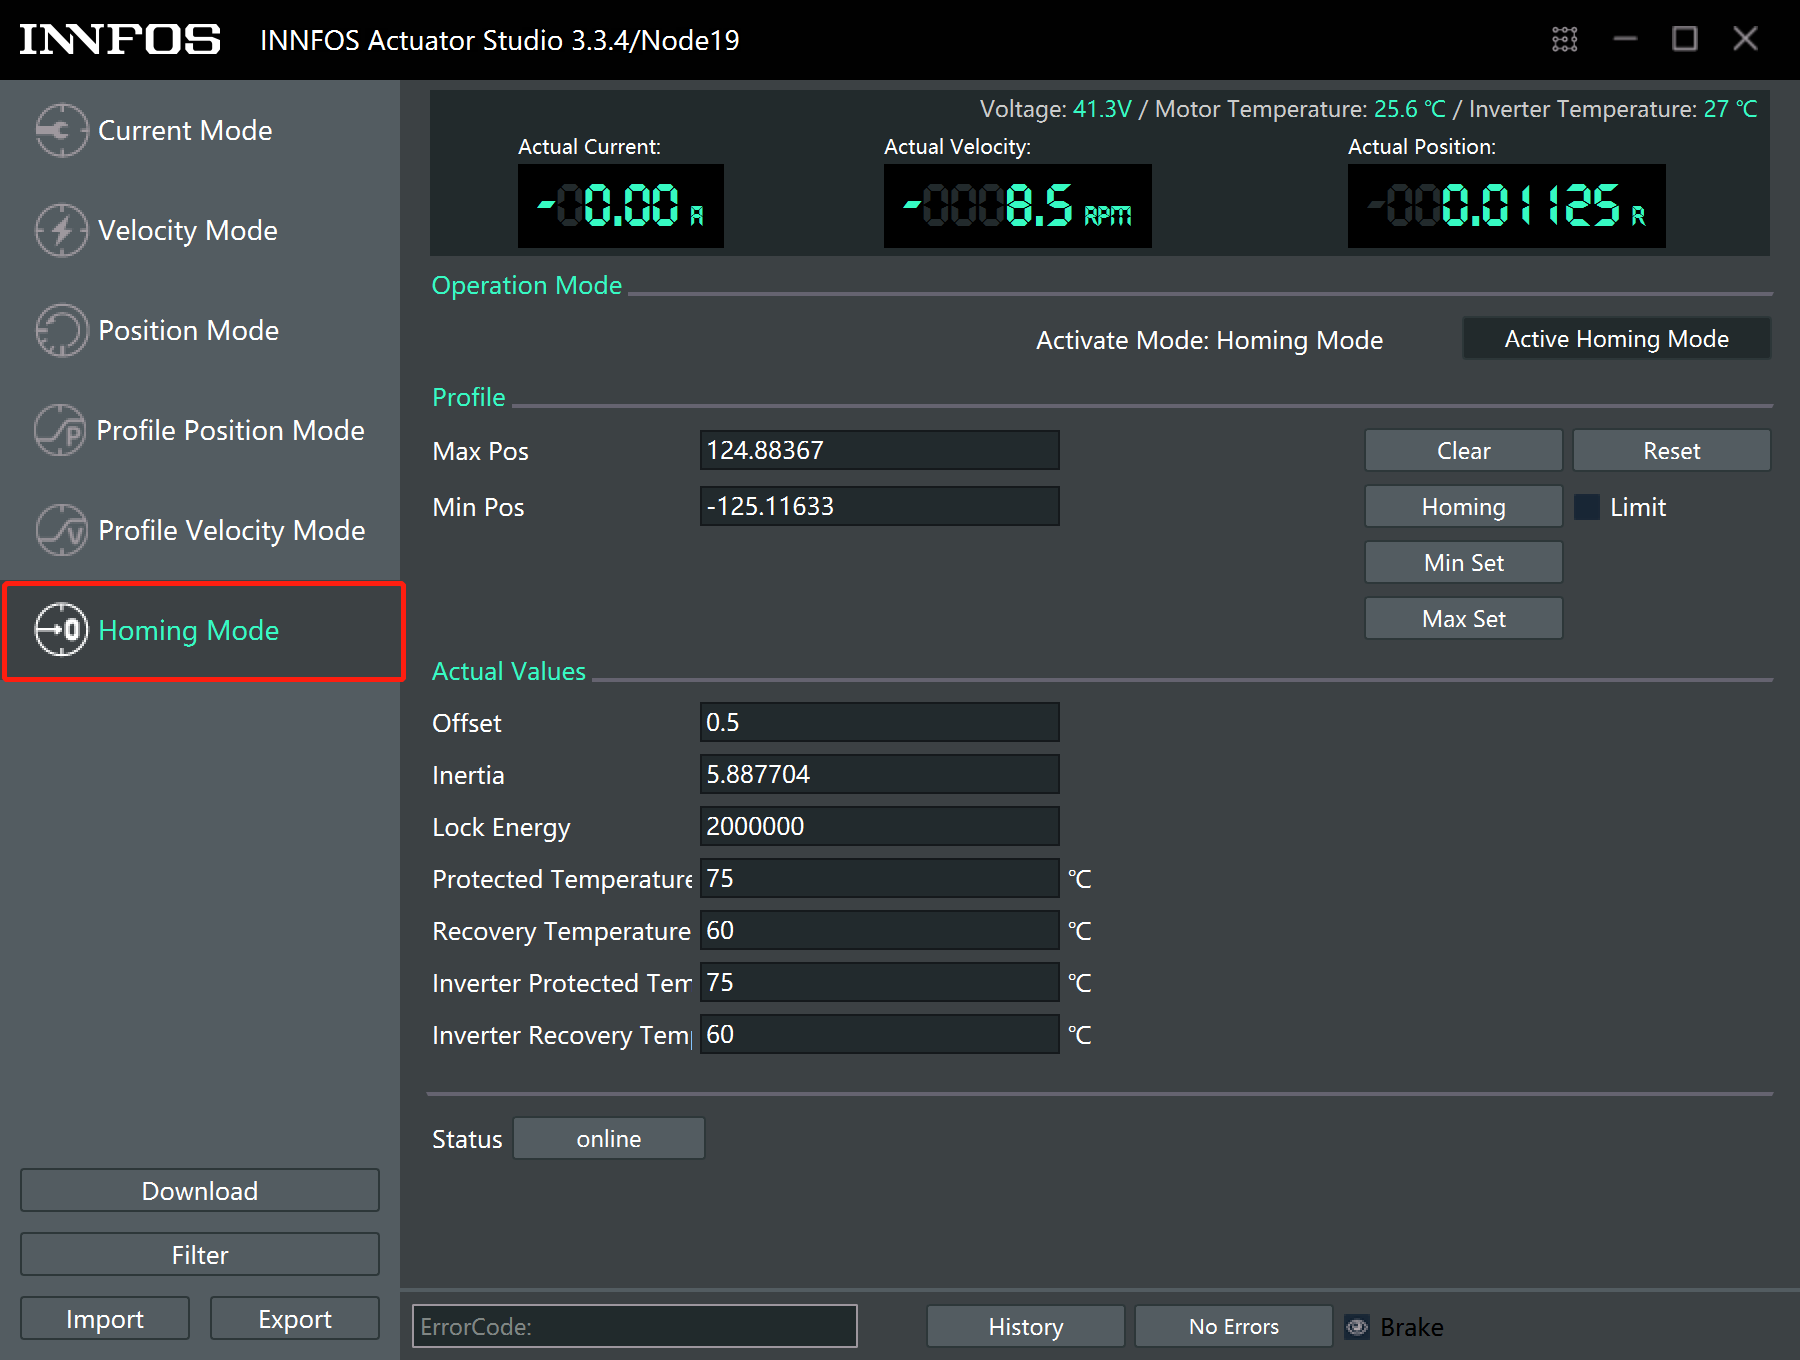 INNFOS INNFOS Actuator Studio 3.3.4/Node19
Current Mode
Velocity Mode
Position Mode
Profile Position Mode
Profile Velocity Mode
Homing Mode
Download
Filter
Import Export
Voltage: 41.3V / Motor Temperature: 25.6 ℃ / Inverter Temperature: 27 ℃
Actual Current: Actual Velocity: Actual Position:
-0.00 A -8.5 RPM 0.01125 R
Operation Mode
Activate Mode: Homing Mode Active Homing Mode
Profile
Max Pos 124.88367 Clear Reset
Min Pos -125.11633 Homing Limit
Min Set
Max Set
Actual Values
Offset 0.5
Inertia 5.887704
Lock Energy 2000000
Protected Temperature 75 ℃
Recovery Temperature 60 ℃
Inverter Protected Tem 75 ℃
Inverter Recovery Temp 60 ℃
Status online
ErrorCode: History No Errors Brake